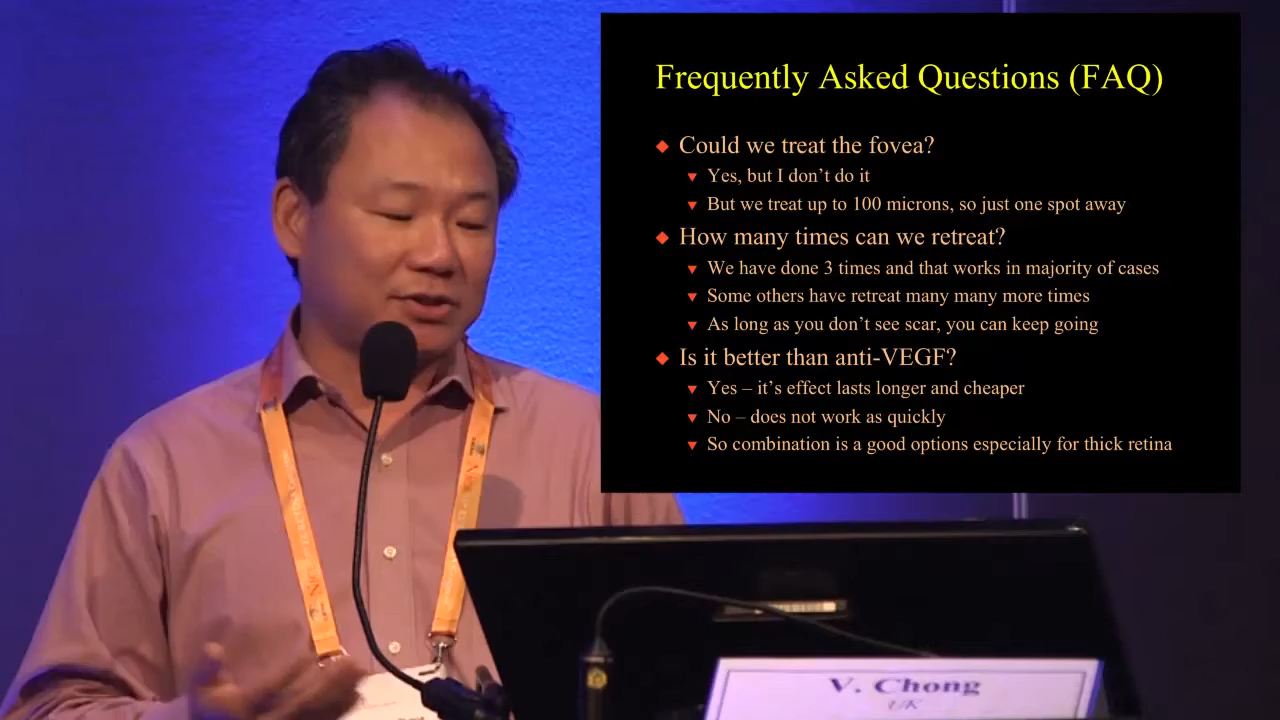 Frequently Asked Questions (FAQ)
Could we treat the fovea?
Yes, but I don't do it
But we treat up to 100 microns, so just one spot away
How many times can we retreat?
We have done 3 times and that works in majority of cases
Some others have retreat many many more times
As long as you don't see scar, you can keep going
Is it better than anti-VEGF?
Yes – it's effect lasts longer and cheaper
No – does not work as quickly
So combination is a good options especially for thick retina
V. Chong
UK